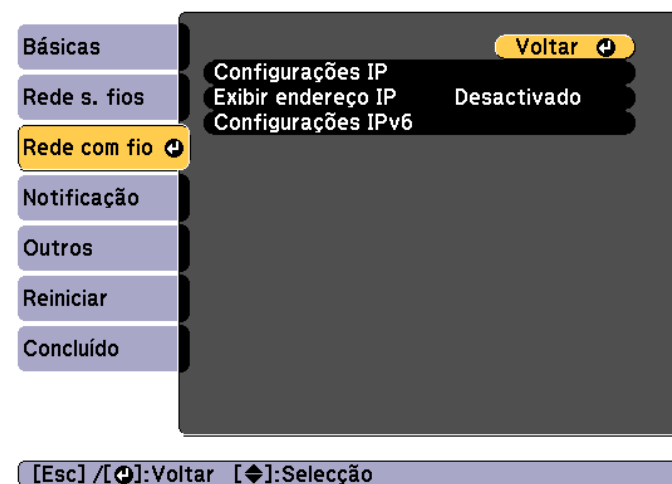 Básicas
Rede s. fios
Rede com fio
Notificação
Outros
Reiniciar
Concluído
Voltar
Configurações IP
Exibir endereço IP Desactivado
Configurações IPv6
[Esc] /[ ]:Voltar [ ]:Selecção